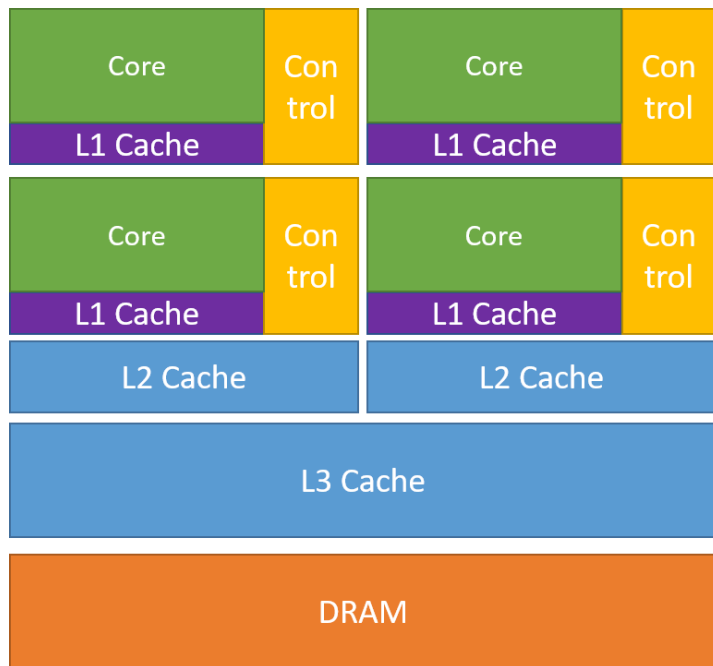 Core
Con
trol
L1 Cache
Core
Con
trol
L1 Cache
Core
Con
trol
L1 Cache
Core
Con
trol
L1 Cache
L2 Cache
L2 Cache
L3 Cache
DRAM